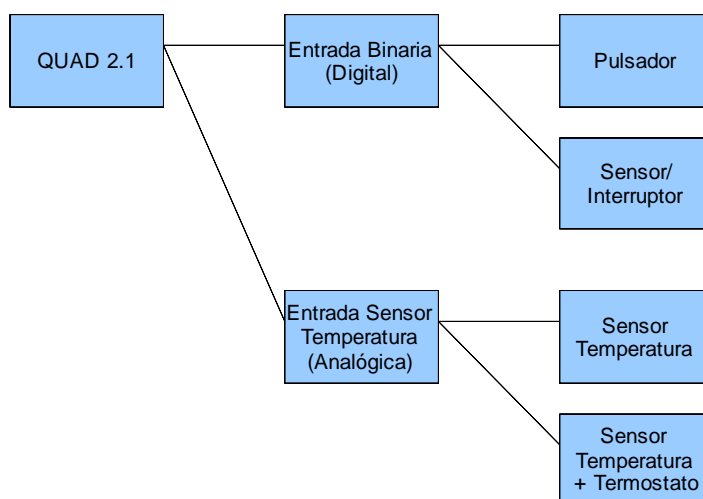 QUAD 2.1
Entrada Binaria
(Digital)
Pulsador
Sensor/
Interruptor
Entrada Sensor
Temperatura
(Analógica)
Sensor
Temperatura
Sensor
Temperatura
+ Termostato